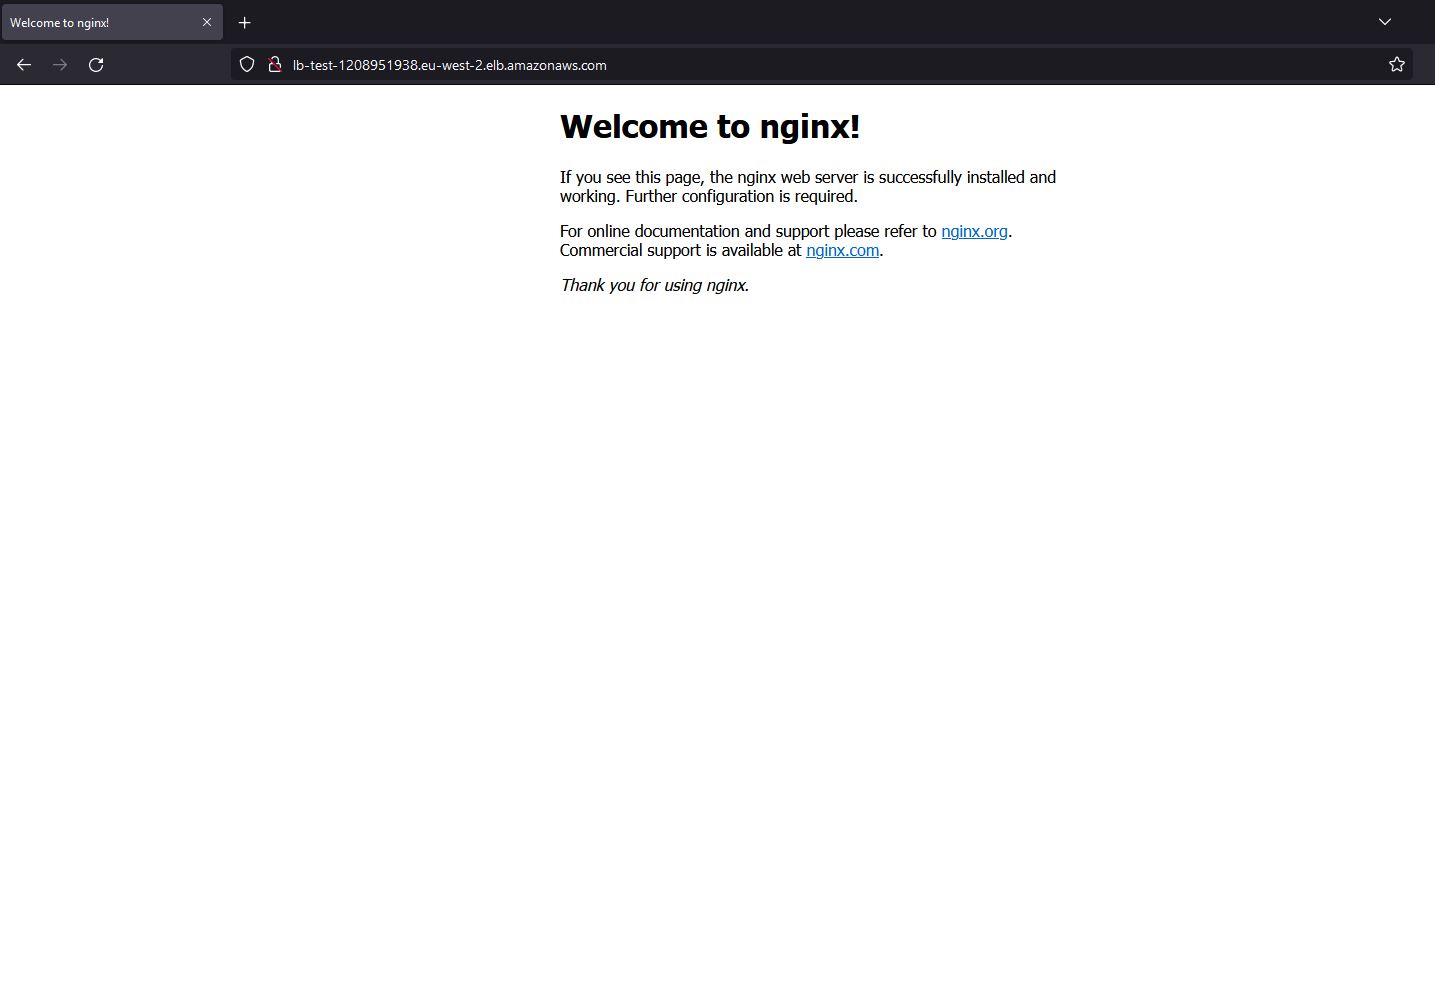 Welcome to nginx!
lb-test-1208951938.eu-west-2.elb.amazonaws.com
Welcome to nginx!
If you see this page, the nginx web server is successfully installed and
working. Further configuration is required.
For online documentation and support please refer to nginx.org.
Commercial support is available at nginx.com.
Thank you for using nginx.